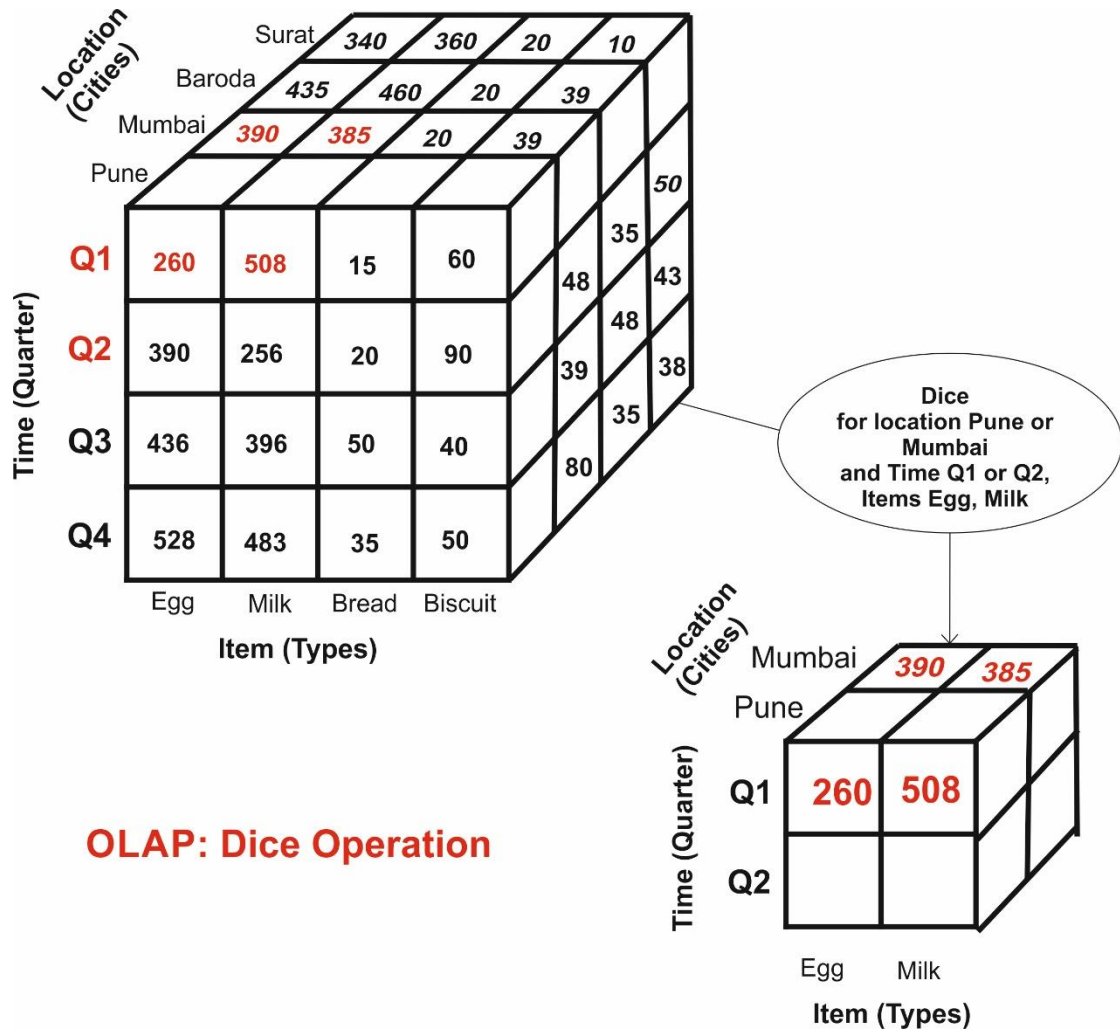 Location
(Cities)
Surat 340 360 20 10
Baroda 435 460 20 39
Mumbai 390 385 20 39
Pune
Time (Quarter)
Q1 260 508 15 60
Q2 390 256 20 90
Q3 436 396 50 40
Q4 528 483 35 50
48 35 50
39 48 43
80 35 38
Egg Milk Bread Biscuit
Item (Types)
Dice
for location Pune or
Mumbai
and Time Q1 or Q2,
Items Egg, Milk
OLAP: Dice Operation
Location
(Cities)
Mumbai 390 385
Pune
Time (Quarter)
Q1 260 508
Q2
Egg Milk
Item (Types)